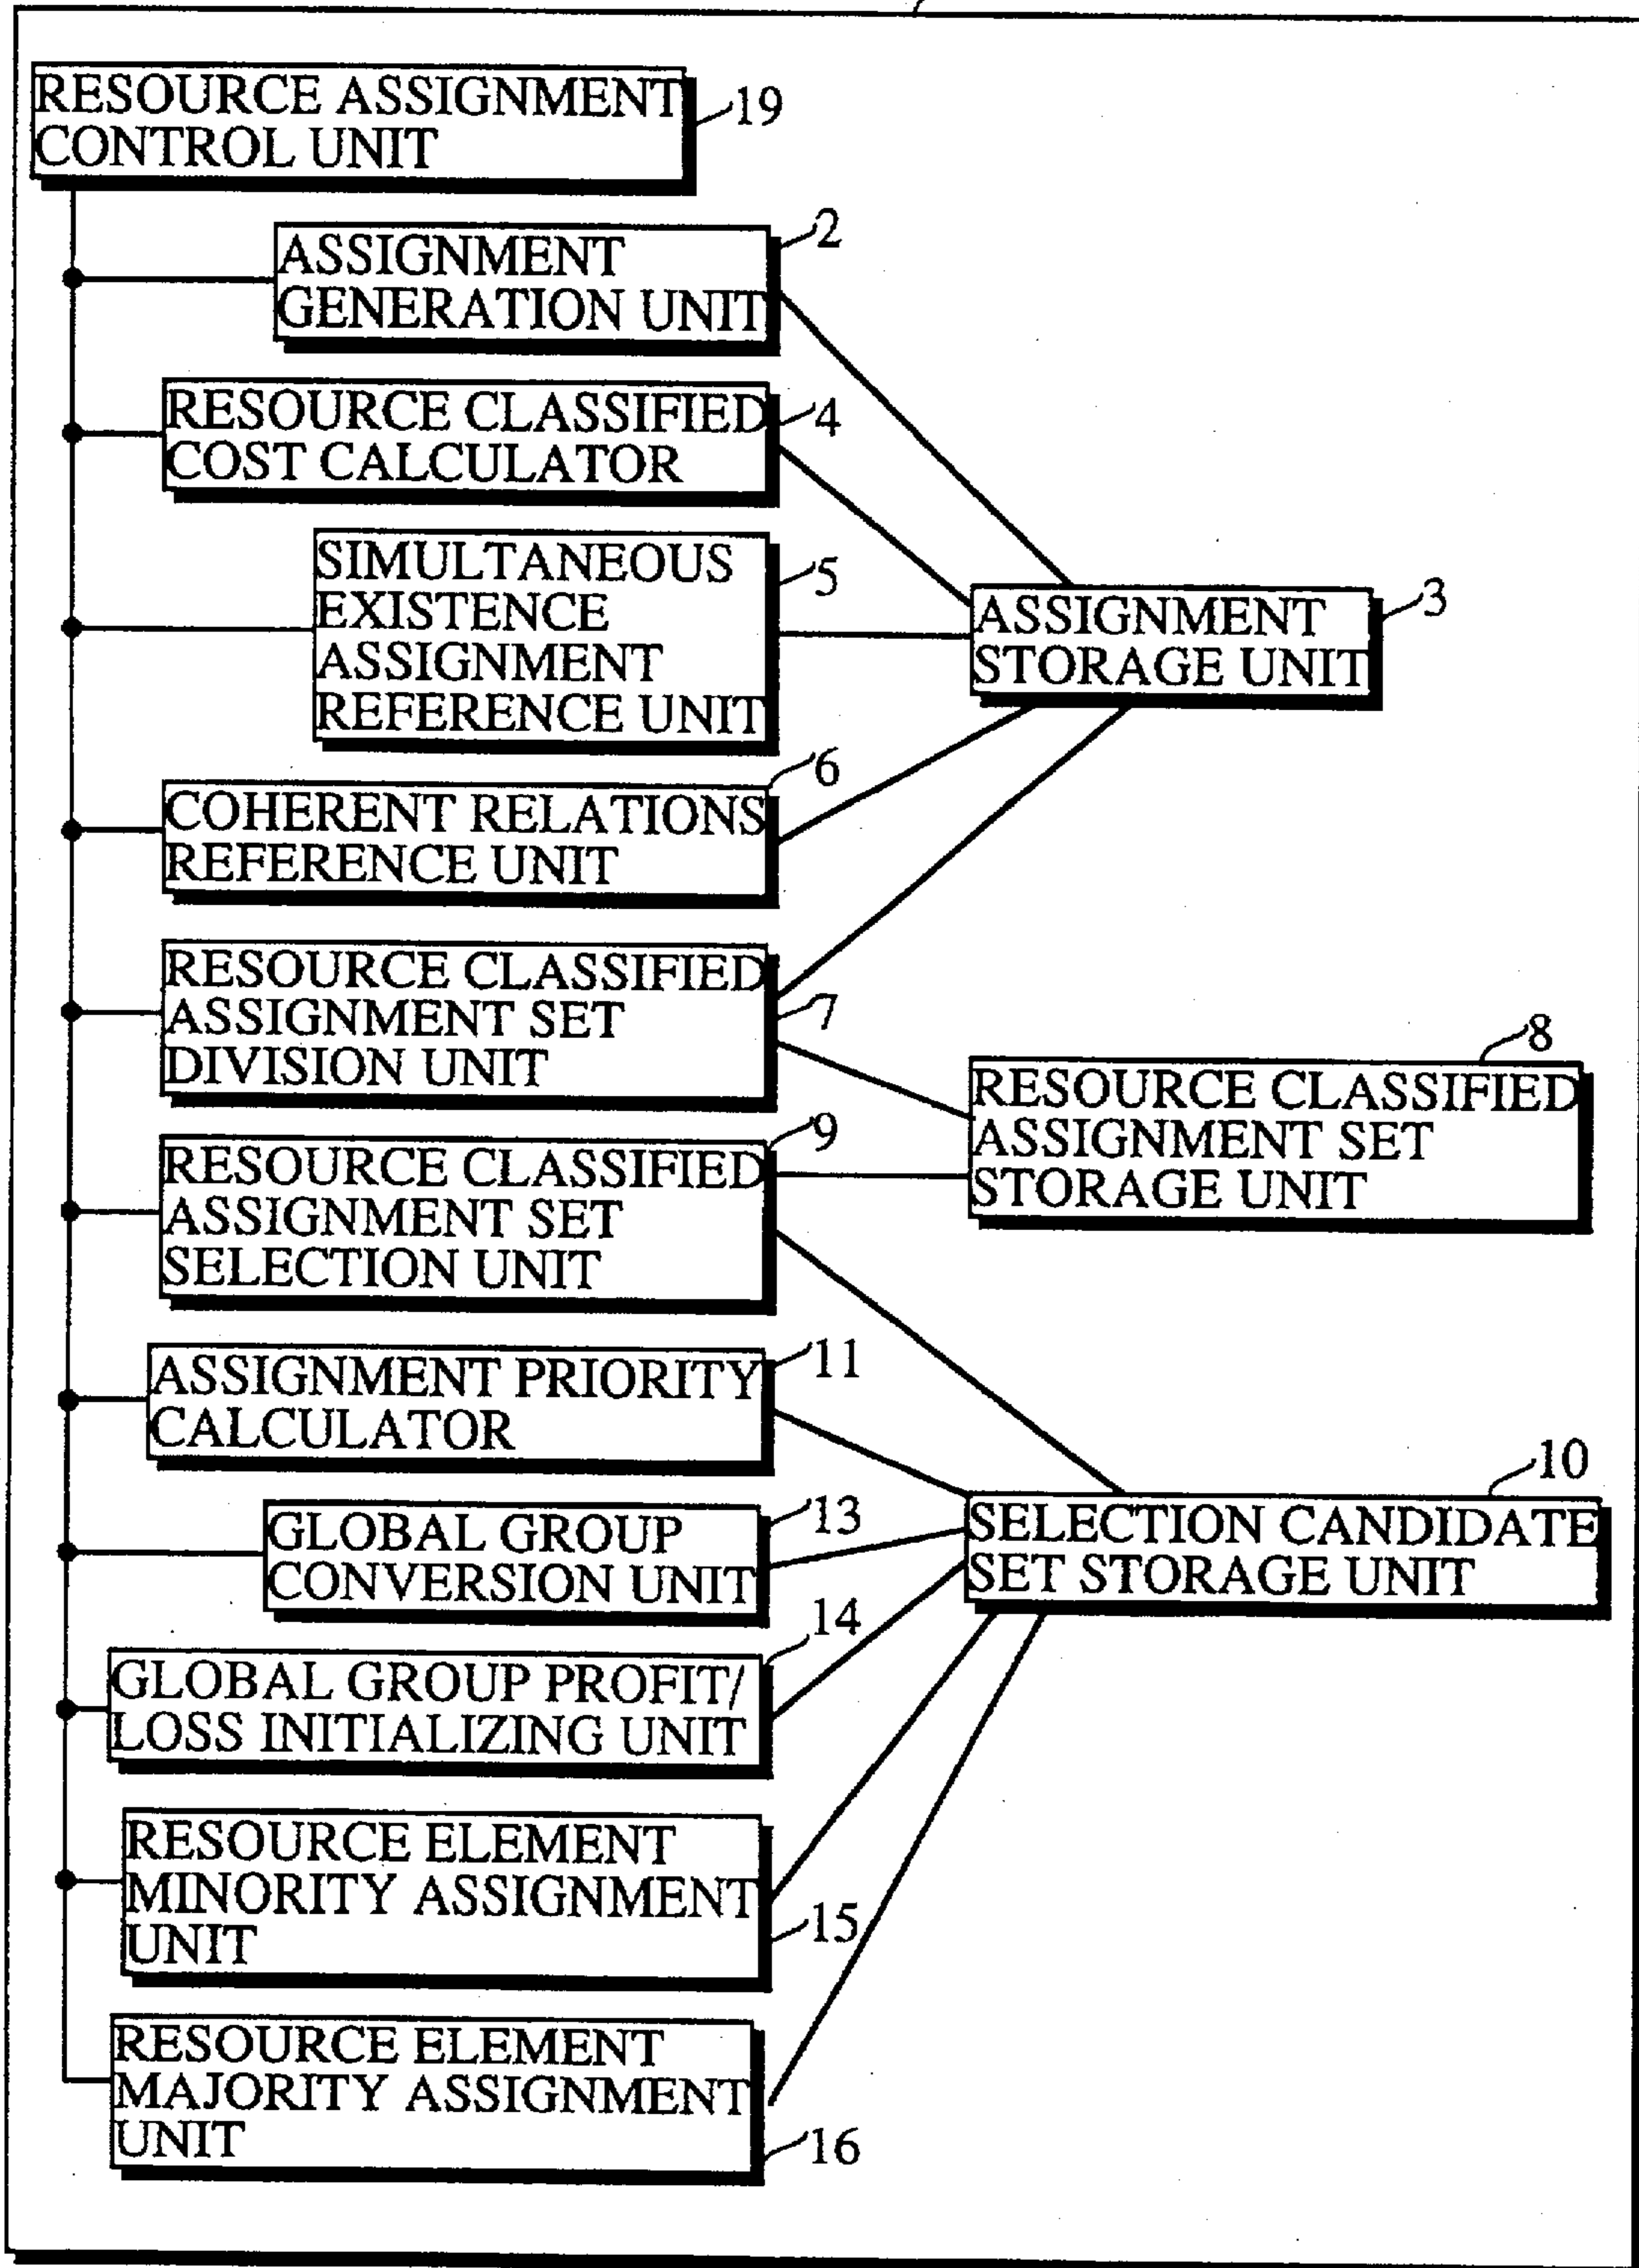 RESOURCE ASSIGNMENT
CONTROL UNIT
19
ASSIGNMENT
GENERATION UNIT
2
RESOURCE CLASSIFIED
COST CALCULATOR
4
SIMULTANEOUS
EXISTENCE
ASSIGNMENT
REFERENCE UNIT
5
ASSIGNMENT
STORAGE UNIT
3
COHERENT RELATIONS
REFERENCE UNIT
6
RESOURCE CLASSIFIED
ASSIGNMENT SET
DIVISION UNIT
7
RESOURCE CLASSIFIED
ASSIGNMENT SET
STORAGE UNIT
8
RESOURCE CLASSIFIED
ASSIGNMENT SET
SELECTION UNIT
9
ASSIGNMENT PRIORITY
CALCULATOR
11
SELECTION CANDIDATE
SET STORAGE UNIT
10
GLOBAL GROUP
CONVERSION UNIT
13
GLOBAL GROUP PROFIT/
LOSS INITIALIZING UNIT
14
RESOURCE ELEMENT
MINORITY ASSIGNMENT
UNIT
15
RESOURCE ELEMENT
MAJORITY ASSIGNMENT
UNIT
16